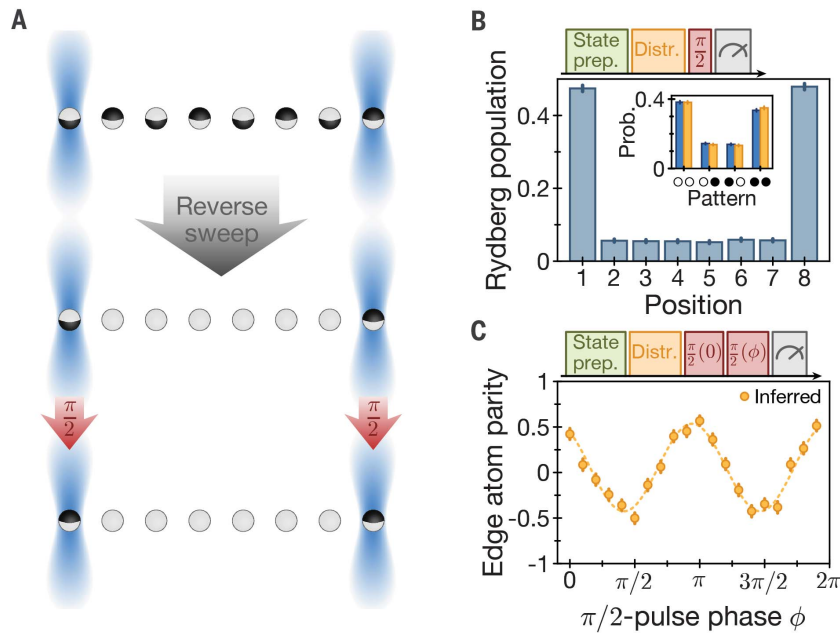 A
Reverse
sweep
π/2
π/2
B
State
prep.
Distr.
π/2
Rydberg population
0.4
0.2
0
Prob.
0.4
0
Pattern
1 2 3 4 5 6 7 8
Position
C
State
prep.
Distr.
π/2(0)
π/2(ϕ)
Edge atom parity
1
0.5
0
-0.5
-1
Inferred
0 π/2 π 3π/2 2π
π/2-pulse phase ϕ